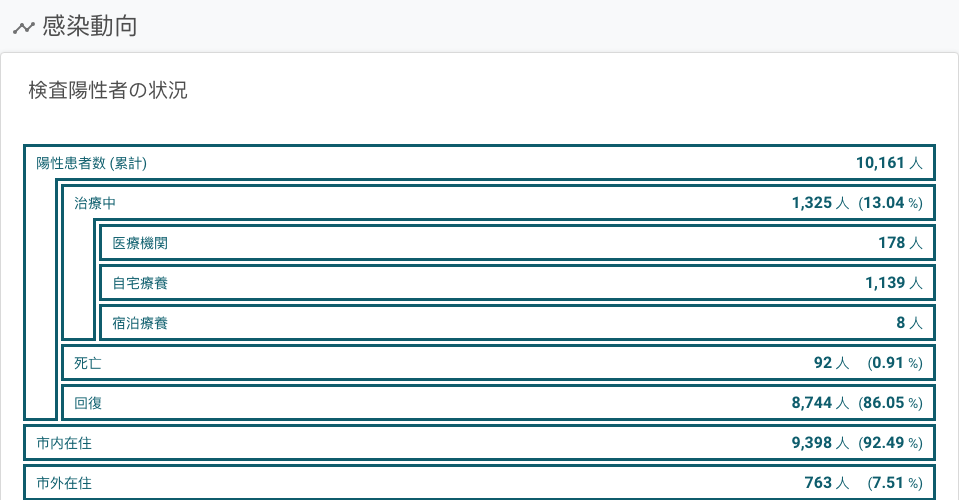 感染動向
検査陽性者の状況
陽性患者数 (累計) 10,161 人
治療中 1,325 人 (13.04 %)
医療機関 178 人
自宅療養 1,139 人
宿泊療養 8 人
死亡 92 人 (0.91 %)
回復 8,744 人 (86.05 %)
市内在住 9,398 人 (92.49 %)
市外在住 763 人 (7.51 %)